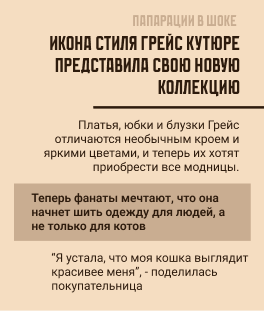 ПАПАРАЦИИ В ШОКЕ
ИКОНА СТИЛЯ ГРЕЙС КУТЮРЕ
ПРЕДСТАВИЛА СВОЮ НОВУЮ
КОЛЛЕКЦИЮ
Платья, юбки и блузки Грейс
отличаются необычным кроем и
яркими цветами, и теперь их хотят
приобрести все модницы.
Теперь фанаты мечтают, что она
начнет шить одежду для людей, а
не только для котов
"Я устала, что моя кошка выглядит
красивее меня", - поделилась
покупательница